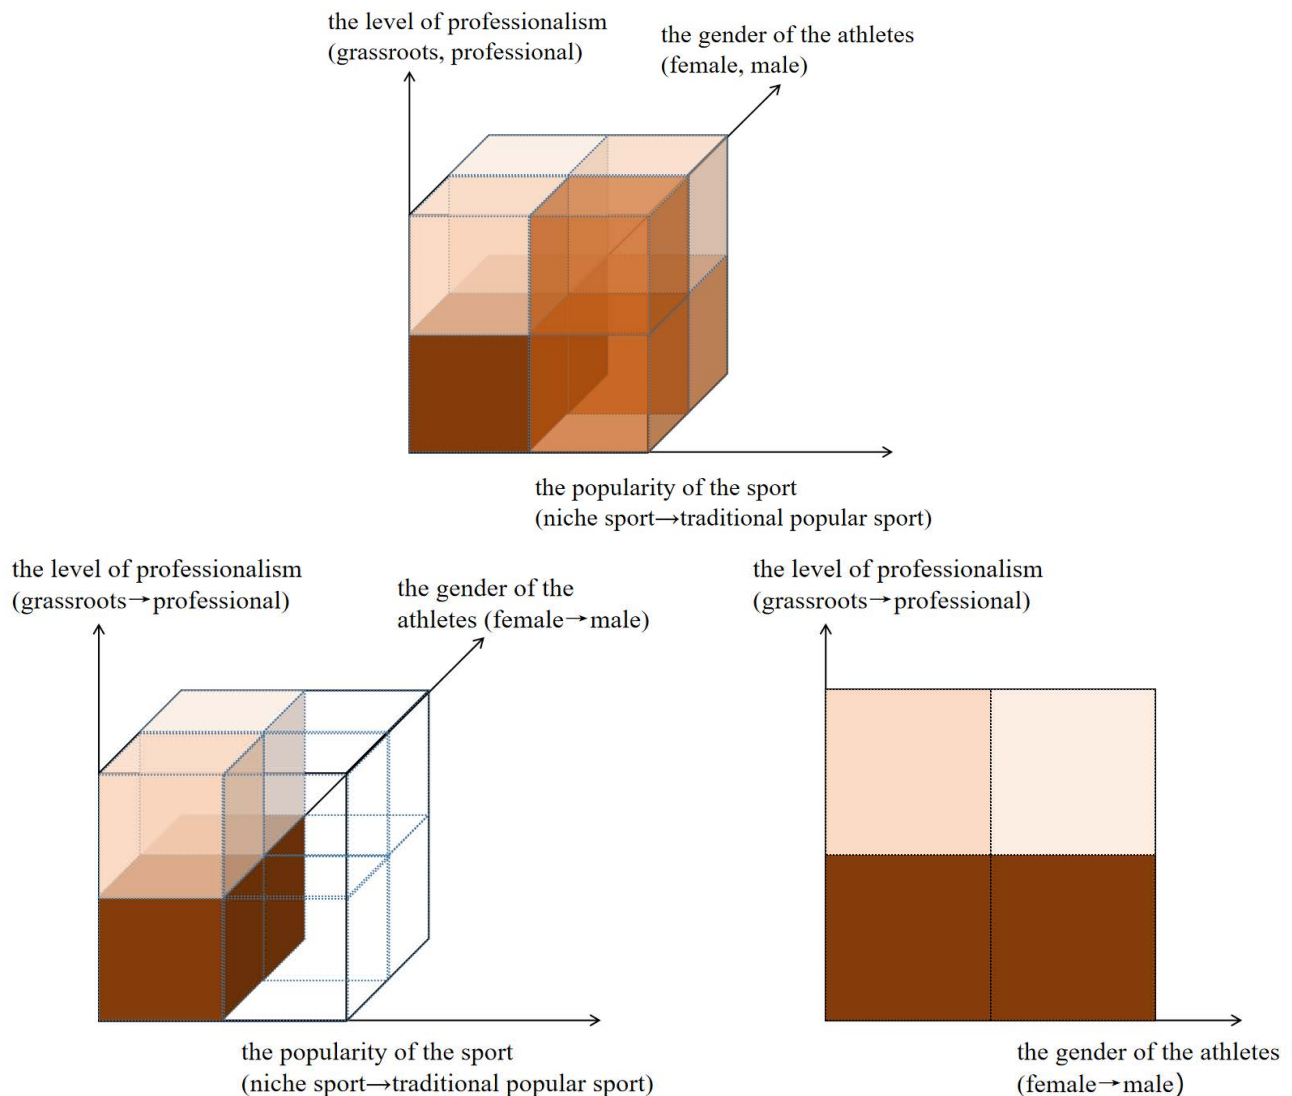 the level of professionalism
(grassroots, professional)
the gender of the athletes
(female, male)
the popularity of the sport
(niche sport→traditional popular sport)
the level of professionalism
(grassroots→professional)
the gender of the
athletes (female→male)
the popularity of the sport
(niche sport→traditional popular sport)
the level of professionalism
(grassroots→professional)
the gender of the athletes
(female→male)